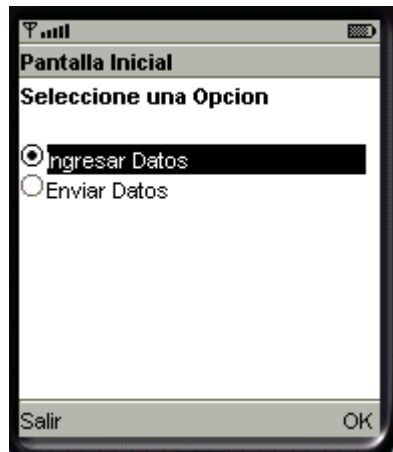 Pantalla Inicial
Seleccione una Opcion
Ingresar Datos
Enviar Datos
Salir OK